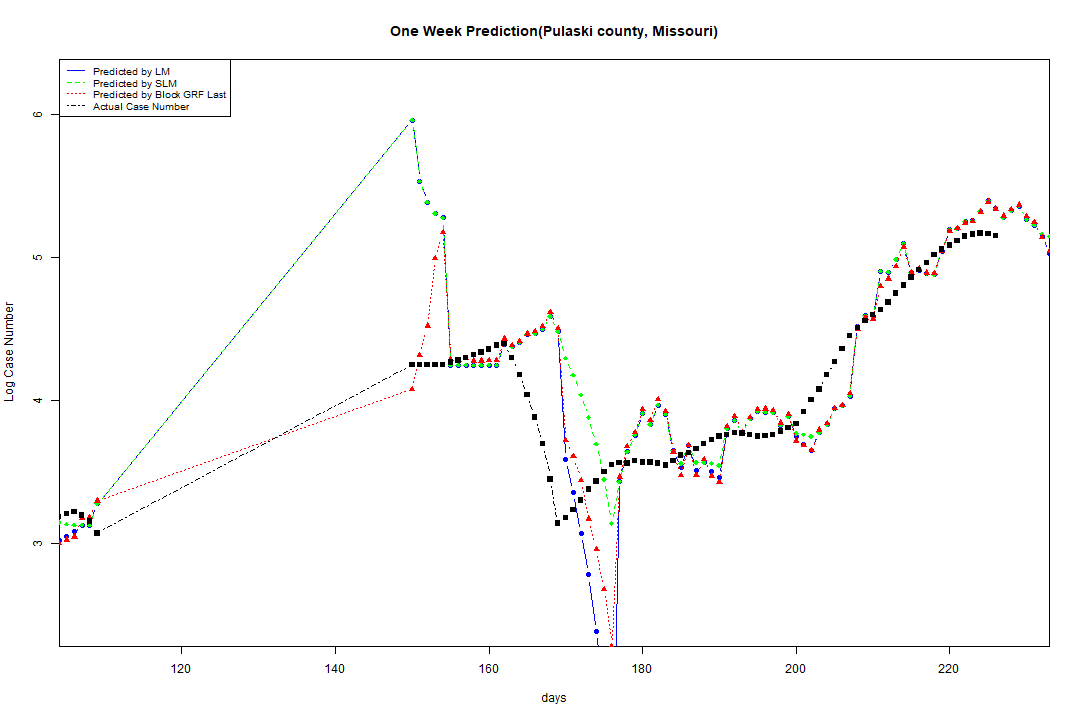 One Week Prediction(Pulaski county, Missouri)
Predicted by LM
Predicted by SLM
Predicted by Block GRF Last
Actual Case Number
6
5
4
3
Log Case Number
120 140 160 180 200 220
days